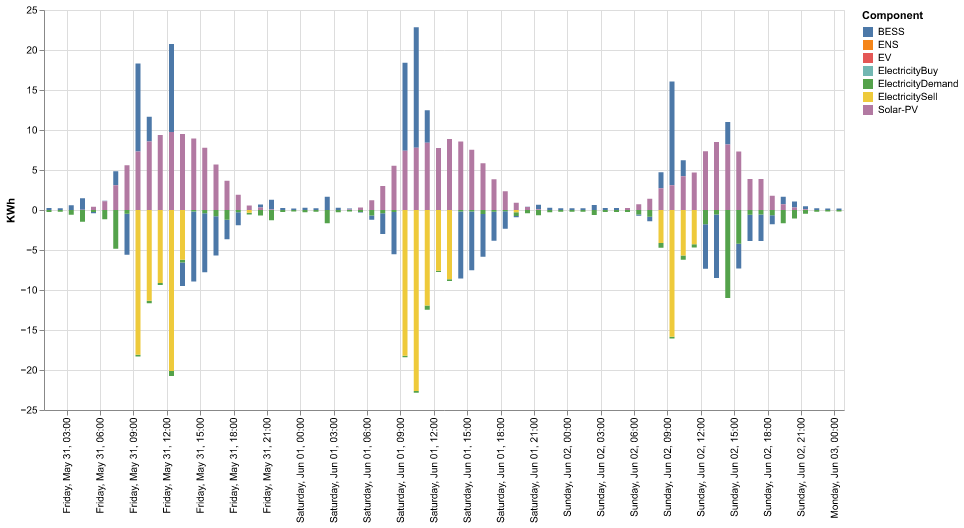 Component
BESS
ENS
EV
ElectricityBuy
ElectricityDemand
ElectricitySell
Solar-PV
KWh
25
20
15
10
5
0
−5
−10
−15
−20
−25
Friday, May 31, 03:00
Friday, May 31, 06:00
Friday, May 31, 09:00
Friday, May 31, 12:00
Friday, May 31, 15:00
Friday, May 31, 18:00
Friday, May 31, 21:00
Saturday, Jun 01, 00:00
Saturday, Jun 01, 03:00
Saturday, Jun 01, 06:00
Saturday, Jun 01, 09:00
Saturday, Jun 01, 12:00
Saturday, Jun 01, 15:00
Saturday, Jun 01, 18:00
Saturday, Jun 01, 21:00
Sunday, Jun 02, 00:00
Sunday, Jun 02, 03:00
Sunday, Jun 02, 06:00
Sunday, Jun 02, 09:00
Sunday, Jun 02, 12:00
Sunday, Jun 02, 15:00
Sunday, Jun 02, 18:00
Sunday, Jun 02, 21:00
Monday, Jun 03, 00:00